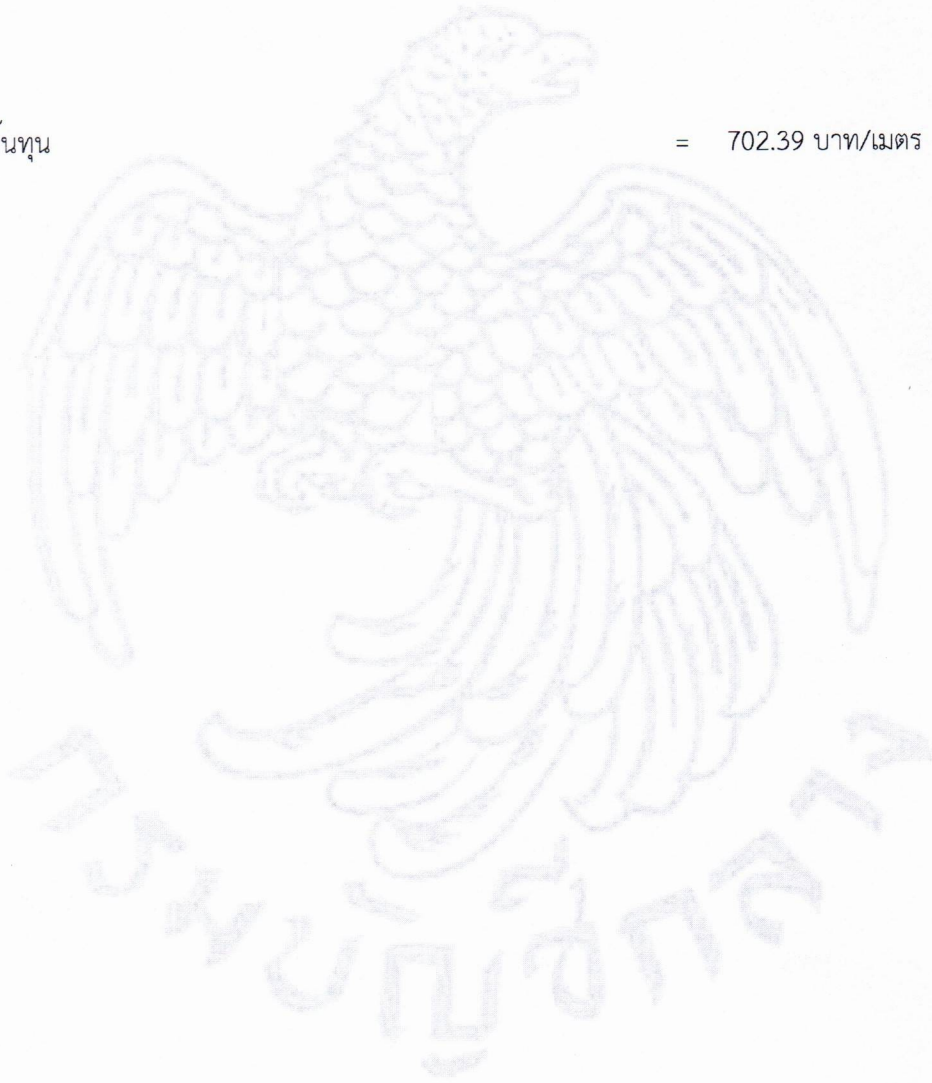 ้นทุน = 702.39 บาท/เมตร
กรมบัญชีกลาง